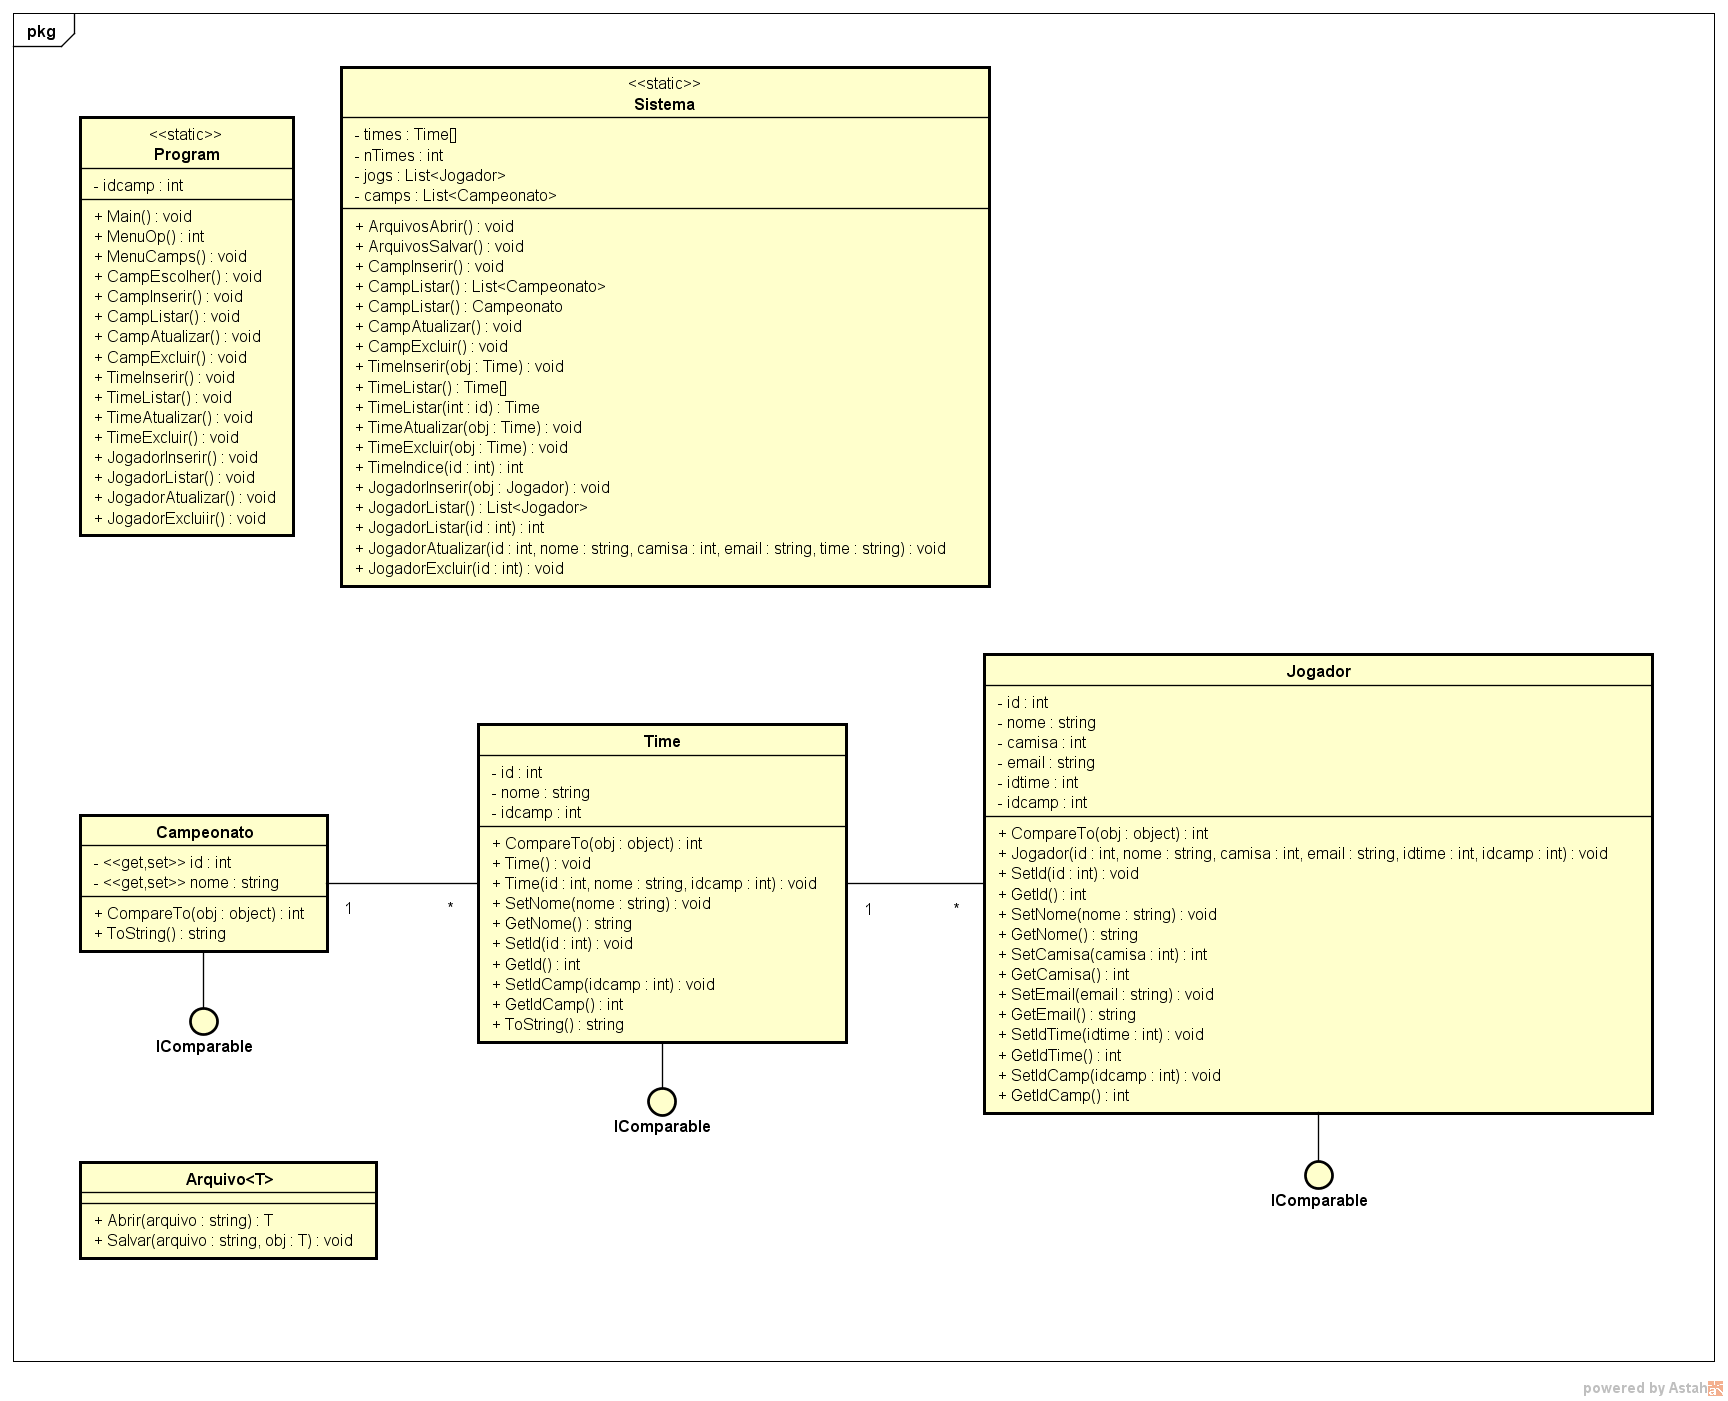 pkg
<<static>>
Program
- idcamp : int
+ Main() : void
+ MenuOp() : int
+ MenuCamps() : void
+ CampEscolher() : void
+ CampInserir() : void
+ CampListar() : void
+ CampAtualizar() : void
+ CampExcluir() : void
+ TimeInserir() : void
+ TimeListar() : void
+ TimeAtualizar() : void
+ TimeExcluir() : void
+ JogadorInserir() : void
+ JogadorListar() : void
+ JogadorAtualizar() : void
+ JogadorExcluiir() : void
<<static>>
Sistema
- times : Time[]
- nTimes : int
- jogs : List<Jogador>
- camps : List<Campeonato>
+ ArquivosAbrir() : void
+ ArquivosSalvar() : void
+ CampInserir() : void
+ CampListar() : List<Campeonato>
+ CampListar() : Campeonato
+ CampAtualizar() : void
+ CampExcluir() : void
+ TimeInserir(obj : Time) : void
+ TimeListar() : Time[]
+ TimeListar(int : id) : Time
+ TimeAtualizar(obj : Time) : void
+ TimeExcluir(obj : Time) : void
+ TimeIndice(id : int) : int
+ JogadorInserir(obj : Jogador) : void
+ JogadorListar() : List<Jogador>
+ JogadorListar(id : int) : int
+ JogadorAtualizar(id : int, nome : string, camisa : int, email : string, time : string) : void
+ JogadorExcluir(id : int) : void
Campeonato
- <<get,set>> id : int
- <<get,set>> nome : string
+ CompareTo(obj : object) : int
+ ToString() : string
IComparable
1
*
Time
- id : int
- nome : string
- idcamp : int
+ CompareTo(obj : object) : int
+ Time() : void
+ Time(id : int, nome : string, idcamp : int) : void
+ SetNome(nome : string) : void
+ GetNome() : string
+ SetId(id : int) : void
+ GetId() : int
+ SetIdCamp(idcamp : int) : void
+ GetIdCamp() : int
+ ToString() : string
IComparable
1
*
Jogador
- id : int
- nome : string
- camisa : int
- email : string
- idtime : int
- idcamp : int
+ CompareTo(obj : object) : int
+ Jogador(id : int, nome : string, camisa : int, email : string, idtime : int, idcamp : int) : void
+ SetId(id : int) : void
+ GetId() : int
+ SetNome(nome : string) : void
+ GetNome() : string
+ SetCamisa(camisa : int) : int
+ GetCamisa() : int
+ SetEmail(email : string) : void
+ GetEmail() : string
+ SetIdTime(idtime : int) : void
+ GetIdTime() : int
+ SetIdCamp(idcamp : int) : void
+ GetIdCamp() : int
IComparable
Arquivo<T>
+ Abrir(arquivo : string) : T
+ Salvar(arquivo : string, obj : T) : void
powered by Astah